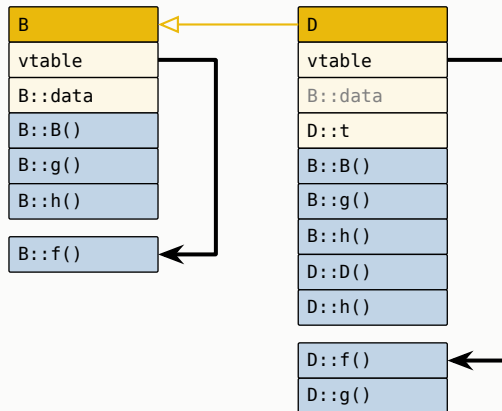 B
vtable
B::data
B::B()
B::g()
B::h()
B::f()
D
vtable
B::data
D::t
B::B()
B::g()
B::h()
D::D()
D::h()
D::f()
D::g()